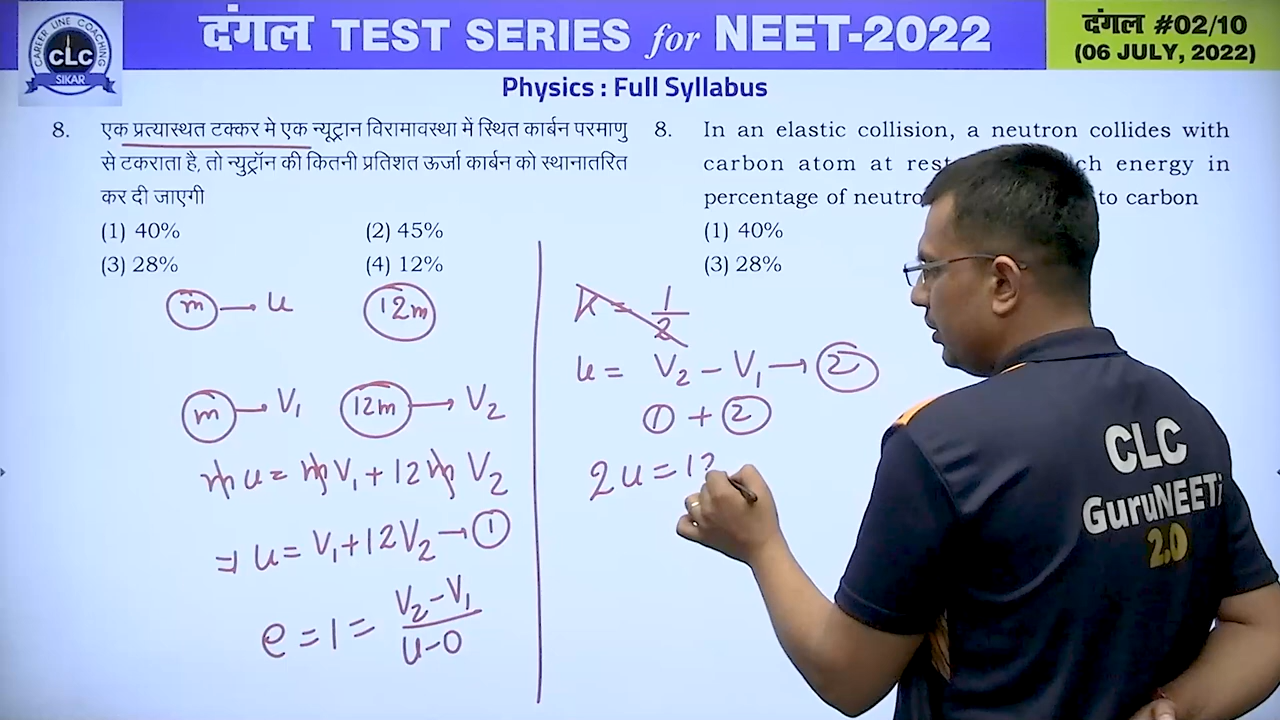 दंगल TEST SERIES for NEET-2022
दंगल #02/10
(06 JULY, 2022)
CAREER LINE COACHING
CLC
SIKAR
Physics : Full Syllabus
8. एक प्रत्यास्थत टक्कर मे एक न्यूट्रान विरामावस्था में स्थित कार्बन परमाणु
से टकराता है, तो न्युट्रॉन की कितनी प्रतिशत ऊर्जा कार्बन को स्थानातरित
कर दी जाएगी
(1) 40% (2) 45%
(3) 28% (4) 12%
8. In an elastic collision, a neutron collides with
carbon atom at rest ch energy in
percentage of to carbon
(1) 40%
(3) 28%
m → u 12m
m → V₁ 12m → V₂
mu = mV₁ + 12mV₂
⇒ u = V₁ + 12V₂ → ①
e = 1 = V₂ - V₁
u - 0
K = 1
2
u = V₂ - V₁ → ②
① + ②
2u = 1
CLC
GuruNEETi
2.0